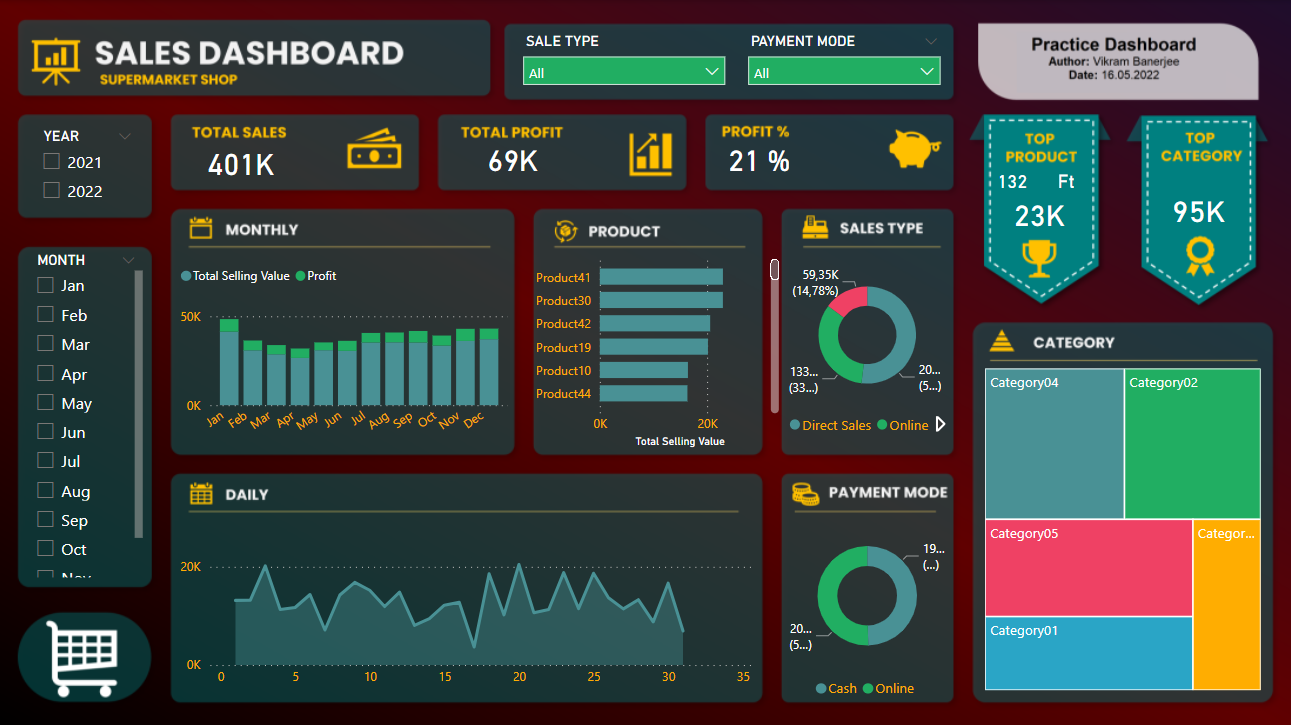 SALES DASHBOARD
SUPERMARKET SHOP
SALE TYPE
All
PAYMENT MODE
All
Practice Dashboard
Author: Vikram Banerjee
Date: 16.05.2022
YEAR
2021
2022
TOTAL SALES
401K
TOTAL PROFIT
69K
PROFIT %
21 %
TOP
PRODUCT
132 Ft
23K
TOP
CATEGORY
95K
MONTH
Jan
Feb
Mar
Apr
May
Jun
Jul
Aug
Sep
Oct
Nov
MONTHLY
Total Selling Value Profit
50K
0K
Jan Feb Mar Apr May Jun Jul Aug Sep Oct Nov Dec
PRODUCT
Product41
Product30
Product42
Product19
Product10
Product44
0K 20K
Total Selling Value
SALES TYPE
59,35K
(14,78%)
133...
(33...)
20...
(5...)
Direct Sales Online
CATEGORY
Category04
Category02
Category05
Categor...
Category01
DAILY
20K
0K
0 5 10 15 20 25 30 35
PAYMENT MODE
19...
(...)
20...
(5...)
Cash Online